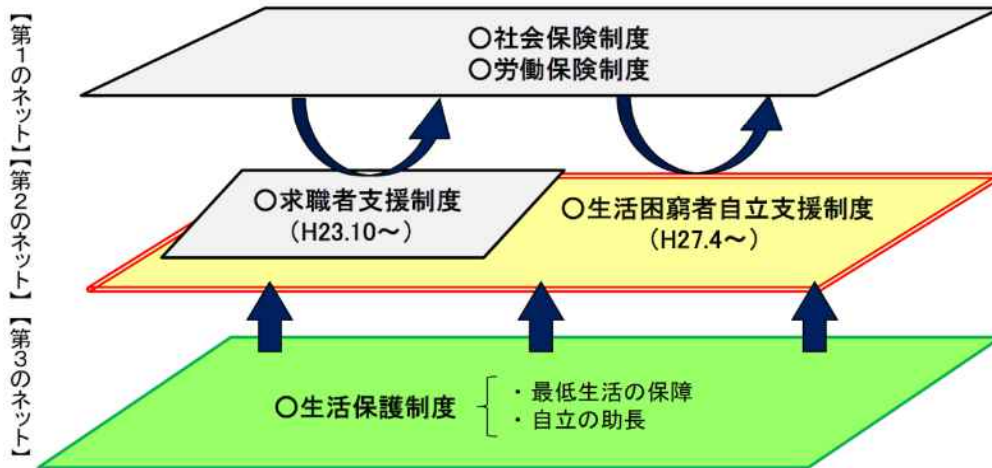 【第1のネット】
○社会保険制度
○労働保険制度
【第2のネット】
○求職者支援制度
(H23.10～)
○生活困窮者自立支援制度
(H27.4～)
【第3のネット】
○生活保護制度
・最低生活の保障
・自立の助長